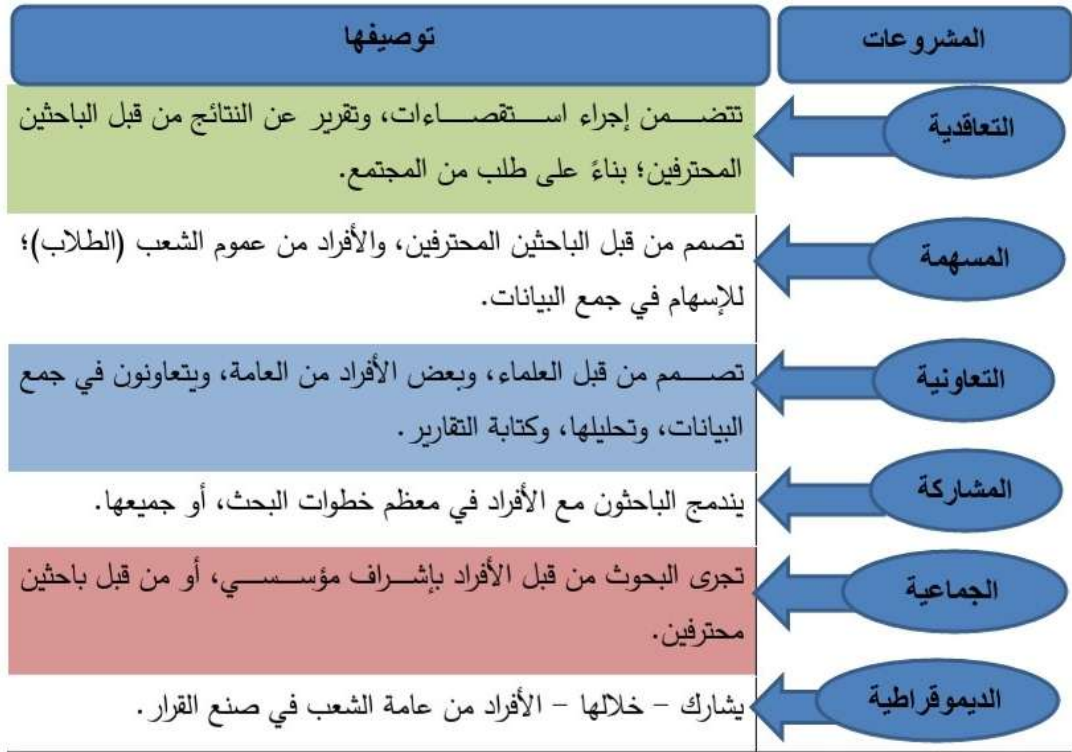 المشروعات
توصيفها
التعاقدية
تتضمن إجراء استقصاءات، وتقرير عن النتائج من قبل الباحثين
المحترفين؛ بناءً على طلب من المجتمع.
المسهمة
تصمم من قبل الباحثين المحترفين، والأفراد من عموم الشعب (الطلاب)؛
للإسهام في جمع البيانات.
التعاونية
تصمم من قبل العلماء، وبعض الأفراد من العامة، ويتعاونون في جمع
البيانات، وتحليلها، وكتابة التقارير.
المشاركة
يندمج الباحثون مع الأفراد في معظم خطوات البحث، أو جميعها.
الجماعية
تجرى البحوث من قبل الأفراد بإشراف مؤسسي، أو من قبل باحثين
محترفين.
الديموقراطية
يشارك – خلالها – الأفراد من عامة الشعب في صنع القرار.